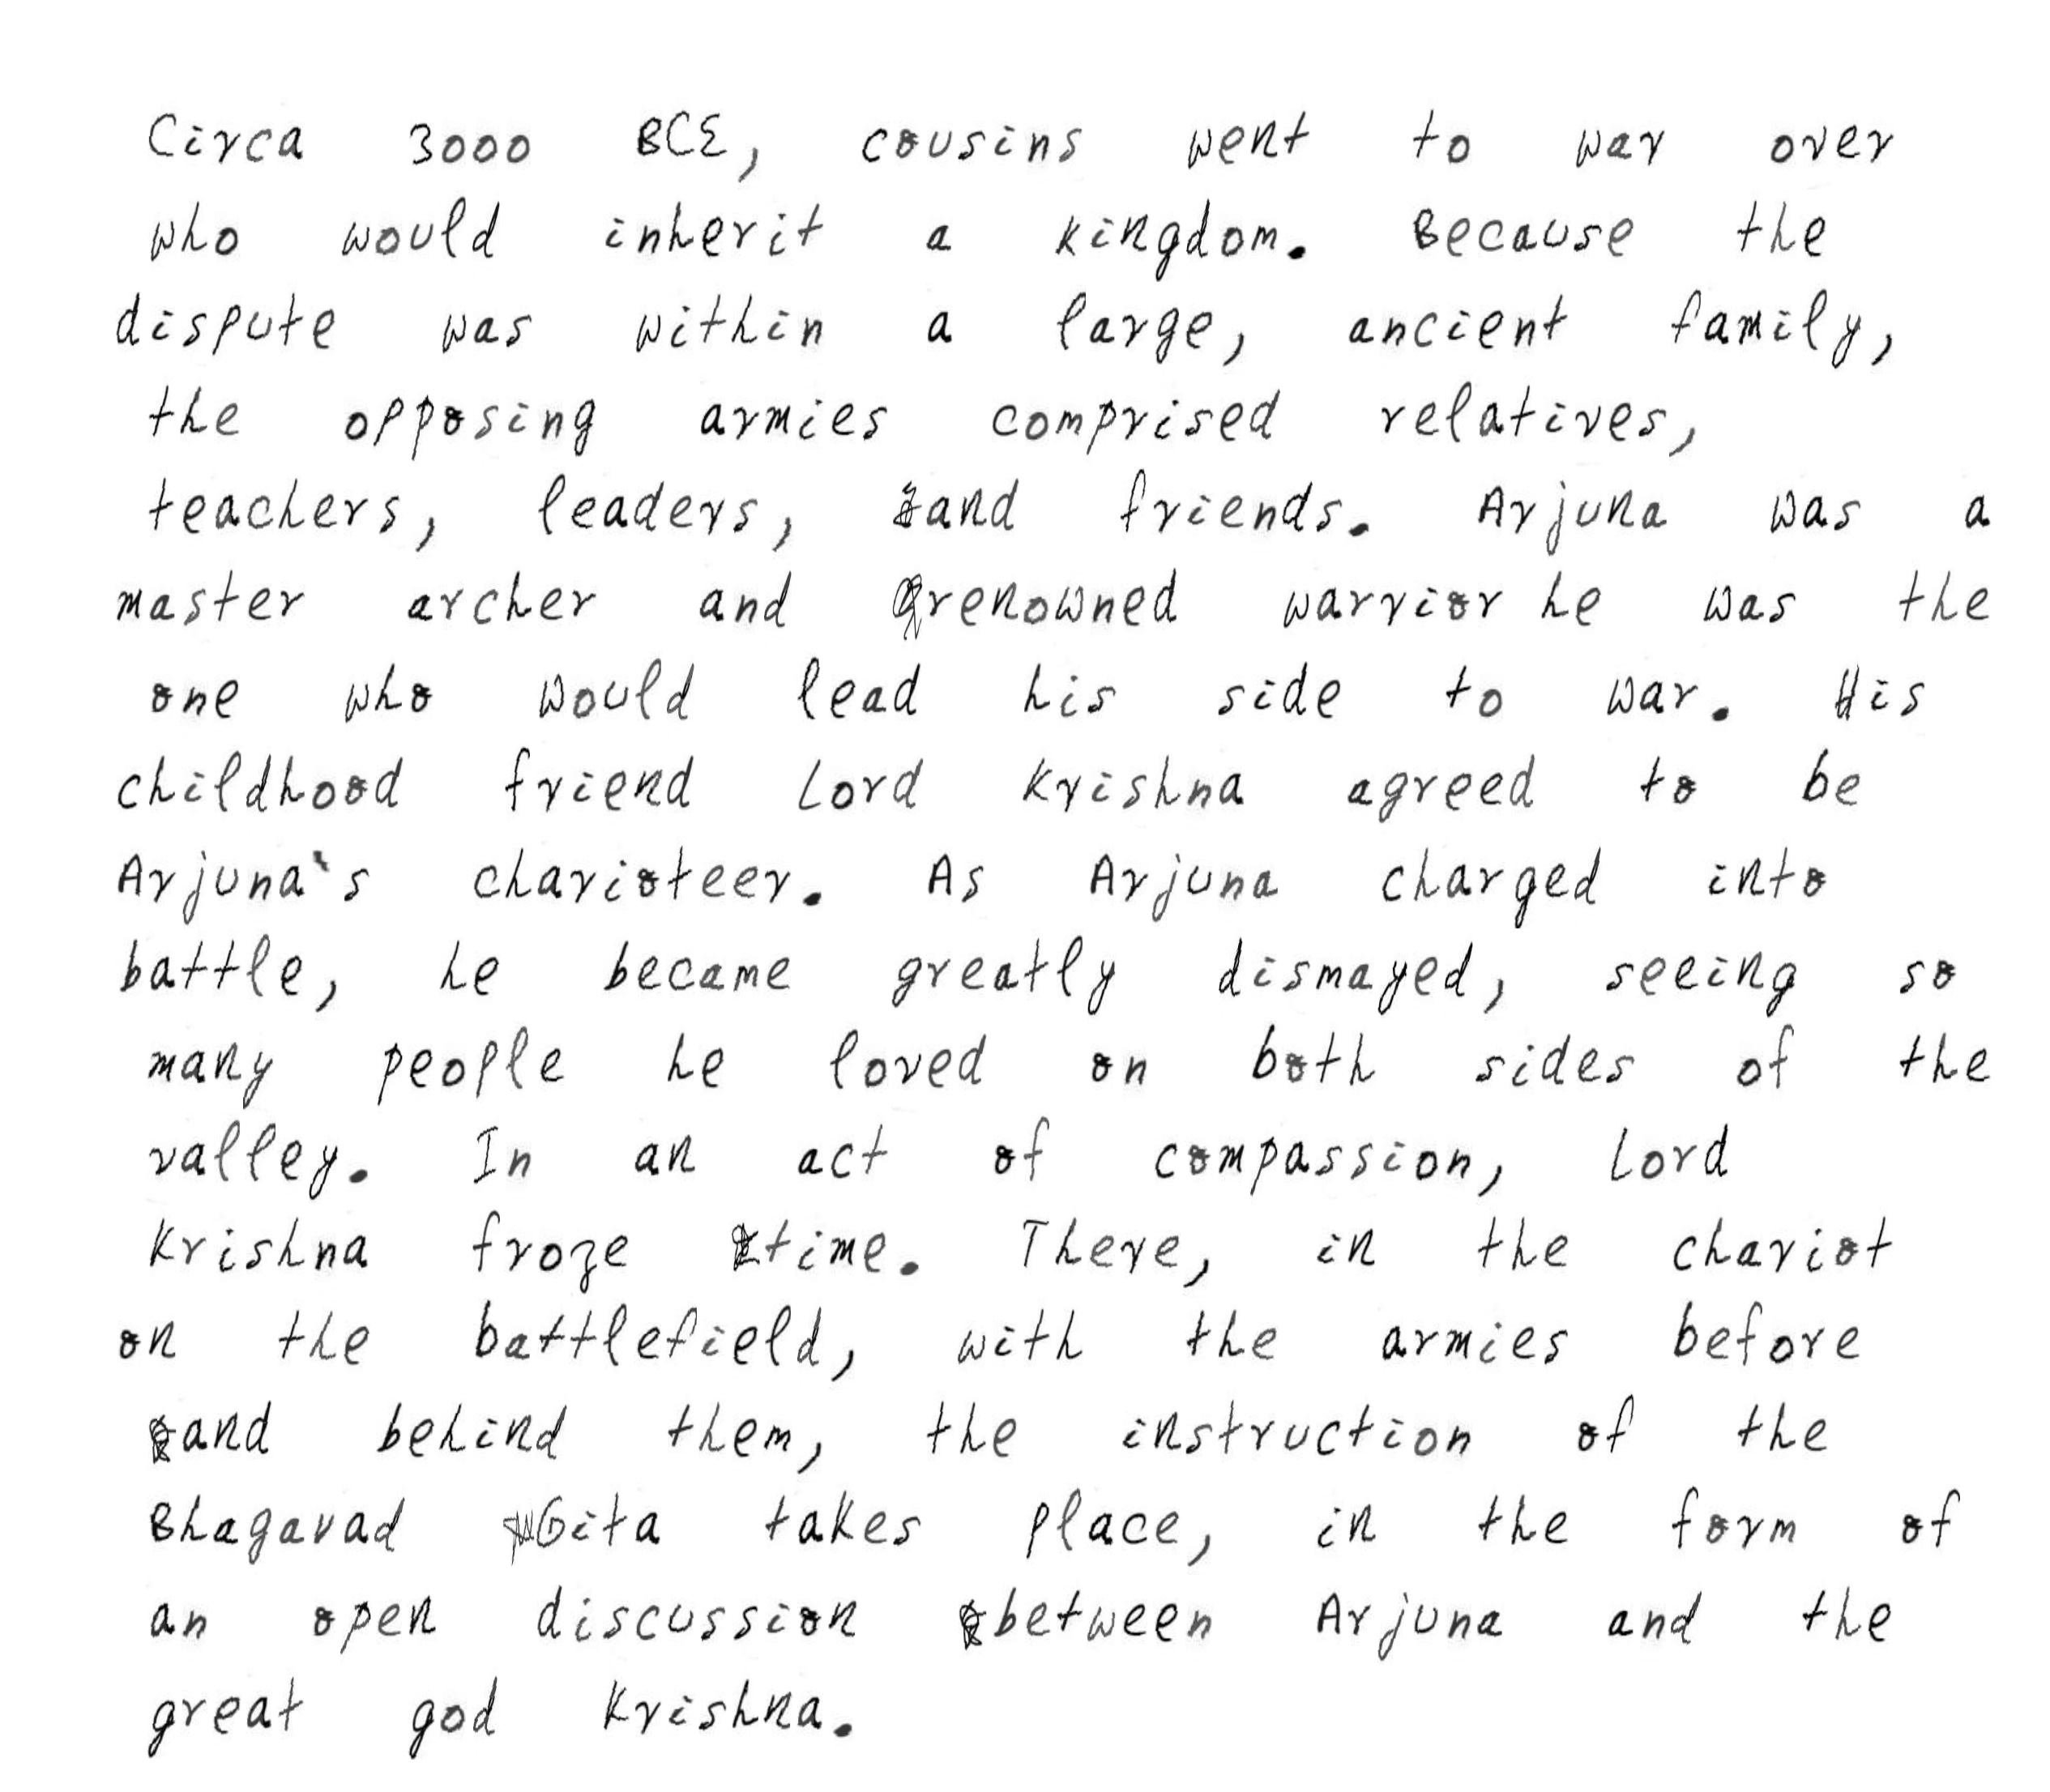 Circa 3000 BCE, cousins went to war over
who would inherit a kingdom. Because the
dispute was within a large, ancient family,
the opposing armies comprised relatives,
teachers, leaders, and friends. Arjuna was a
master archer and renowned warrior he was the
one who would lead his side to war. His
childhood friend Lord Krishna agreed to be
Arjuna's charioteer. As Arjuna charged into
battle, he became greatly dismayed, seeing so
many people he loved on both sides of the
valley. In an act of compassion, Lord
Krishna froze time. There, in the chariot
on the battlefield, with the armies before
and behind them, the instruction of the
Bhagavad Gita takes place, in the form of
an open discussion between Arjuna and the
great god Krishna.